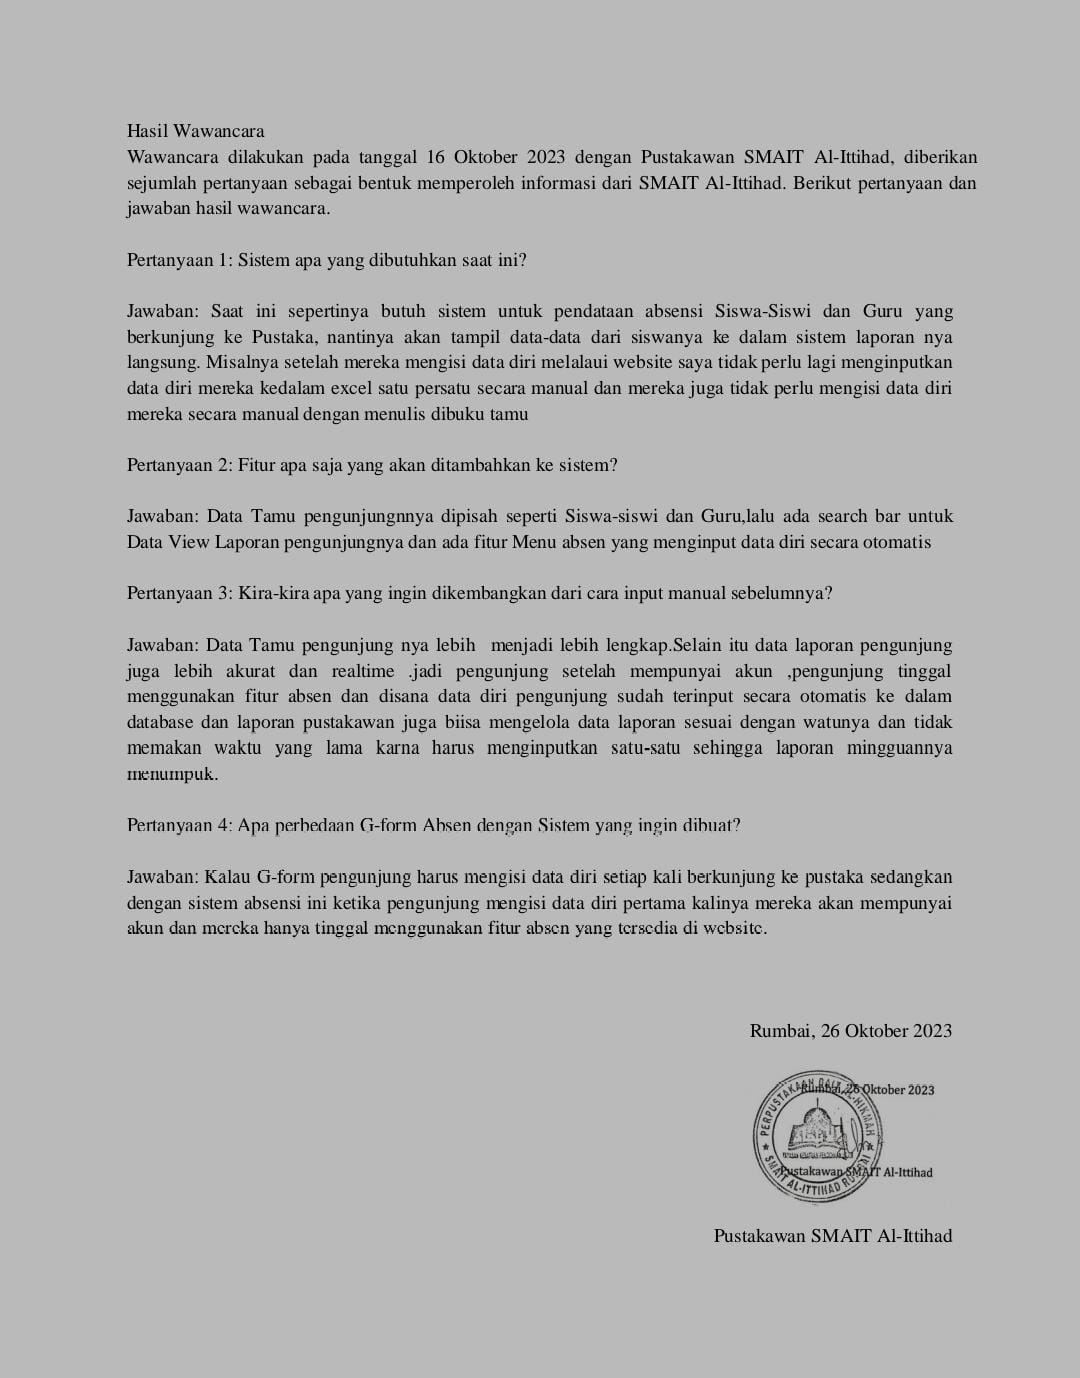 Hasil Wawancara
Wawancara dilakukan pada tanggal 16 Oktober 2023 dengan Pustakawan SMAIT Al-Ittihad, diberikan
sejumlah pertanyaan sebagai bentuk memperoleh informasi dari SMAIT Al-Ittihad. Berikut pertanyaan dan
jawaban hasil wawancara.
Pertanyaan 1: Sistem apa yang dibutuhkan saat ini?
Jawaban: Saat ini sepertinya butuh sistem untuk pendataan absensi Siswa-Siswi dan Guru yang
berkunjung ke Pustaka, nantinya akan tampil data-data dari siswanya ke dalam sistem laporan nya
langsung. Misalnya setelah mereka mengisi data diri melalaui website saya tidak perlu lagi menginputkan
data diri mereka kedalam excel satu persatu secara manual dan mereka juga tidak perlu mengisi data diri
mereka secara manual dengan menulis dibuku tamu
Pertanyaan 2: Fitur apa saja yang akan ditambahkan ke sistem?
Jawaban: Data Tamu pengunjungnnya dipisah seperti Siswa-siswi dan Guru,lalu ada search bar untuk
Data View Laporan pengunjungnya dan ada fitur Menu absen yang menginput data diri secara otomatis
Pertanyaan 3: Kira-kira apa yang ingin dikembangkan dari cara input manual sebelumnya?
Jawaban: Data Tamu pengunjung nya lebih menjadi lebih lengkap.Selain itu data laporan pengunjung
juga lebih akurat dan realtime .jadi pengunjung setelah mempunyai akun ,pengunjung tinggal
menggunakan fitur absen dan disana data diri pengunjung sudah terinput secara otomatis ke dalam
database dan laporan pustakawan juga biisa mengelola data laporan sesuai dengan watunya dan tidak
memakan waktu yang lama karna harus menginputkan satu-satu sehingga laporan mingguannya
menumpuk.
Pertanyaan 4: Apa perbedaan G-form Absen dengan Sistem yang ingin dibuat?
Jawaban: Kalau G-form pengunjung harus mengisi data diri setiap kali berkunjung ke pustaka sedangkan
dengan sistem absensi ini ketika pengunjung mengisi data diri pertama kalinya mereka akan mempunyai
akun dan mereka hanya tinggal menggunakan fitur absen yang tersedia di website.
Rumbai, 26 Oktober 2023
Rumbai, 26 Oktober 2023
PERPUSTAKAAN BAIT AL-HIKMAH
SMAIT AL-ITTIHAD RUMBAI
Pustakawan SMAIT Al-Ittihad
Pustakawan SMAIT Al-Ittihad